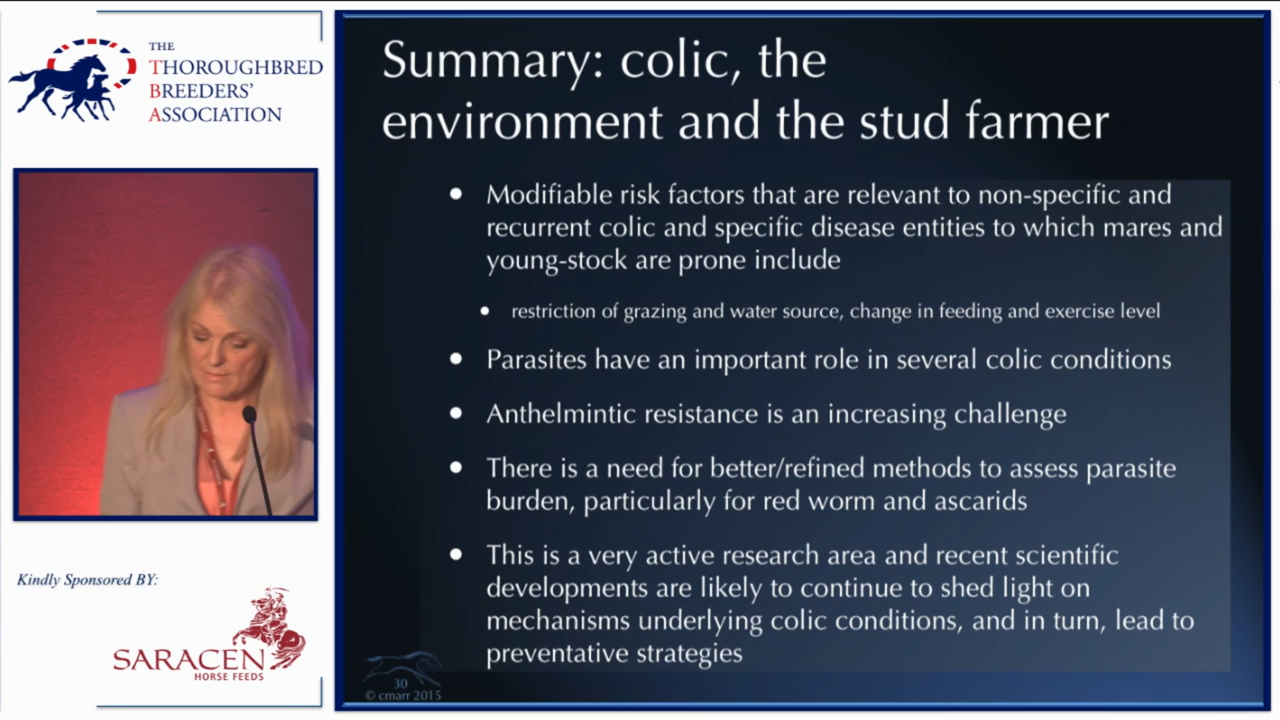 THE
THOROUGHBRED
BREEDERS'
ASSOCIATION
Kindly Sponsored BY:
SARACEN
HORSE FEEDS
Summary: colic, the
environment and the stud farmer
• Modifiable risk factors that are relevant to non-specific and
recurrent colic and specific disease entities to which mares and
young-stock are prone include
• restriction of grazing and water source, change in feeding and exercise level
• Parasites have an important role in several colic conditions
• Anthelmintic resistance is an increasing challenge
• There is a need for better/refined methods to assess parasite
burden, particularly for red worm and ascarids
• This is a very active research area and recent scientific
developments are likely to continue to shed light on
mechanisms underlying colic conditions, and in turn, lead to
preventative strategies
30
© cmarr 2015